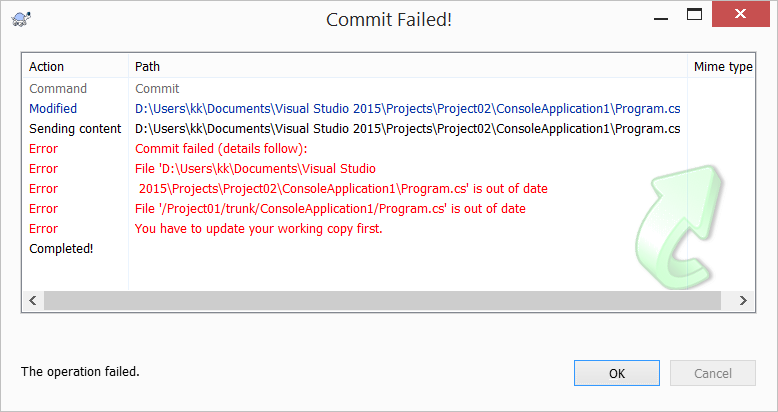 Commit Failed!
Action Path Mime type
Command Commit
Modified D:\Users\kk\Documents\Visual Studio 2015\Projects\Project02\ConsoleApplication1\Program.cs
Sending content D:\Users\kk\Documents\Visual Studio 2015\Projects\Project02\ConsoleApplication1\Program.cs
Error Commit failed (details follow):
Error File 'D:\Users\kk\Documents\Visual Studio
Error 2015\Projects\Project02\ConsoleApplication1\Program.cs' is out of date
Error File '/Project01/trunk/ConsoleApplication1/Program.cs' is out of date
Error You have to update your working copy first.
Completed!
The operation failed. OK Cancel